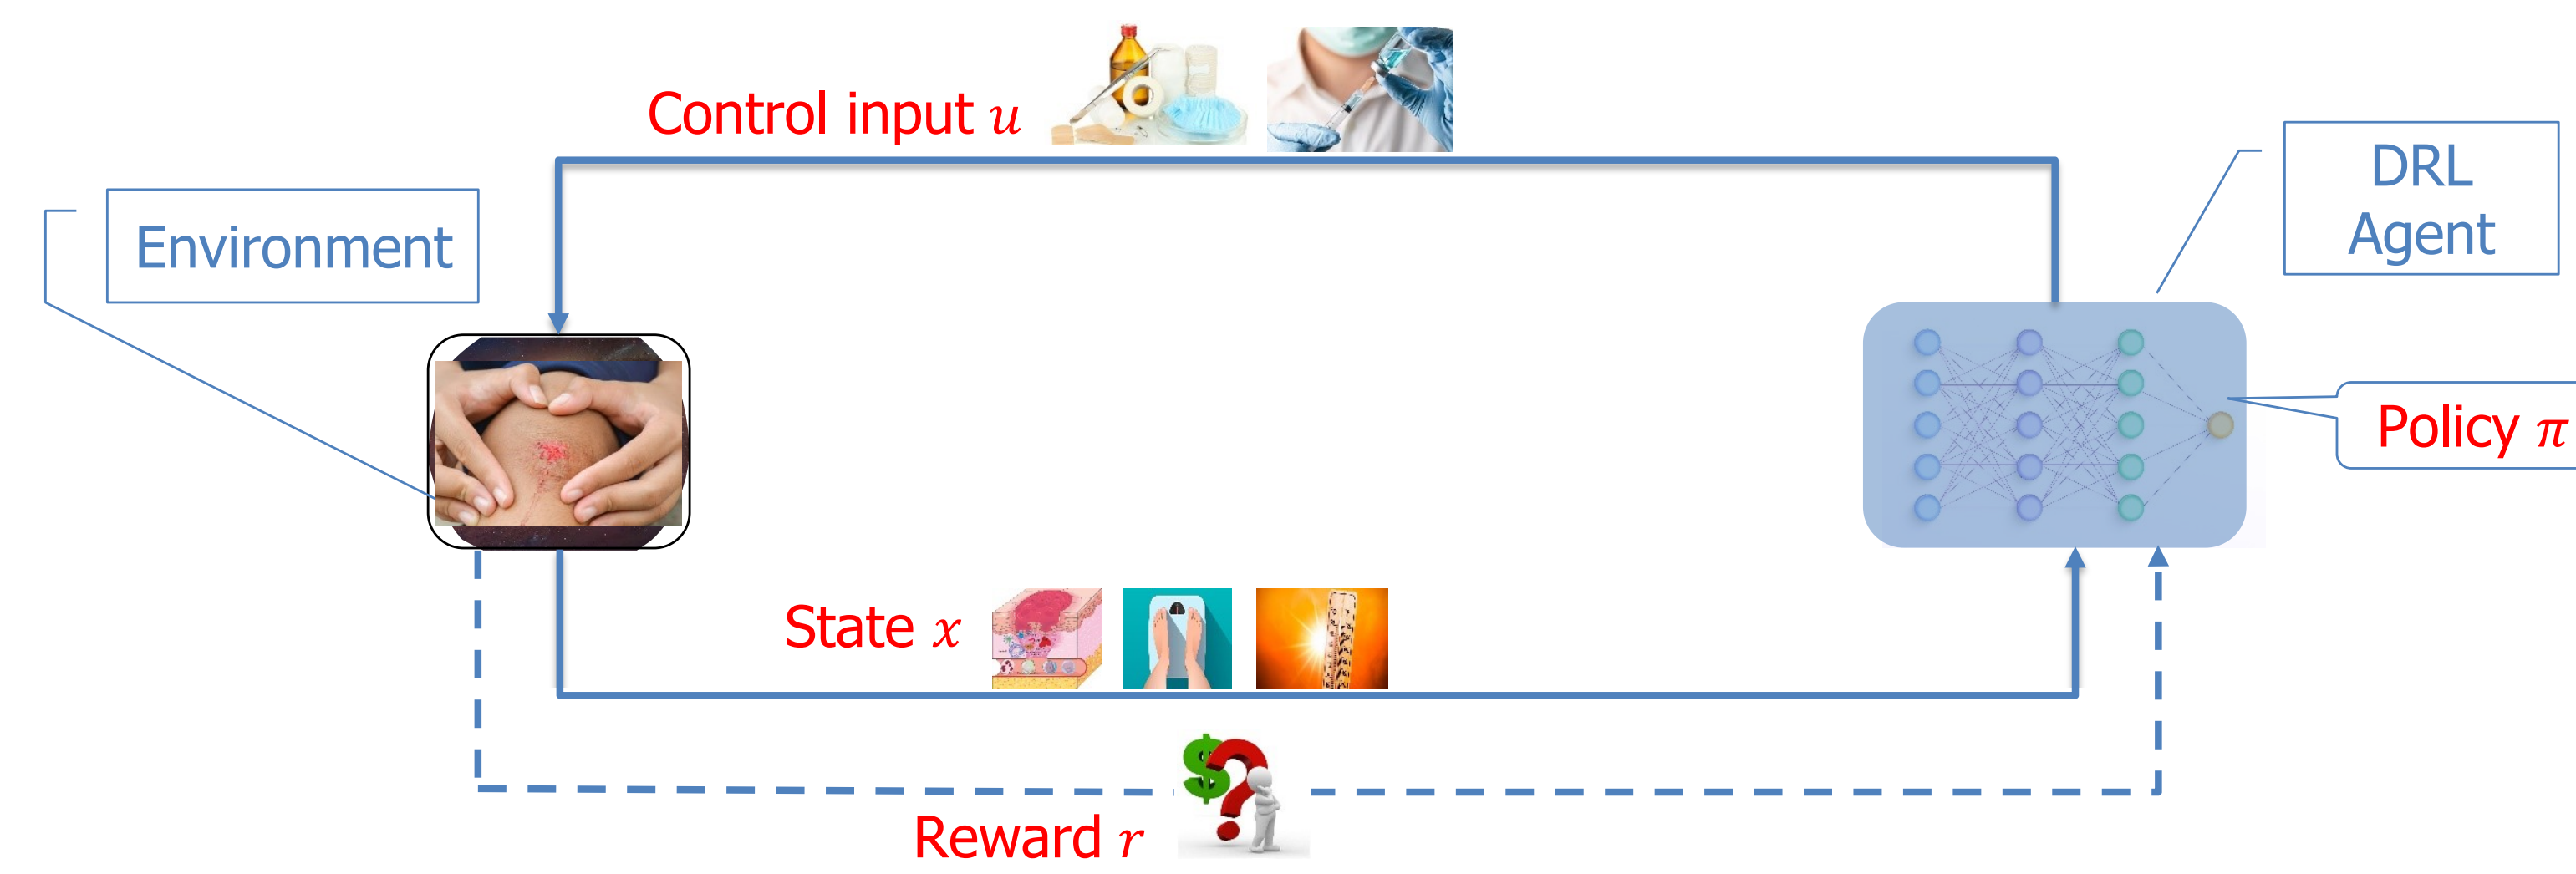 Control input 𝑢
Environment
DRL
Agent
Policy 𝜋
State 𝑥
Reward 𝑟